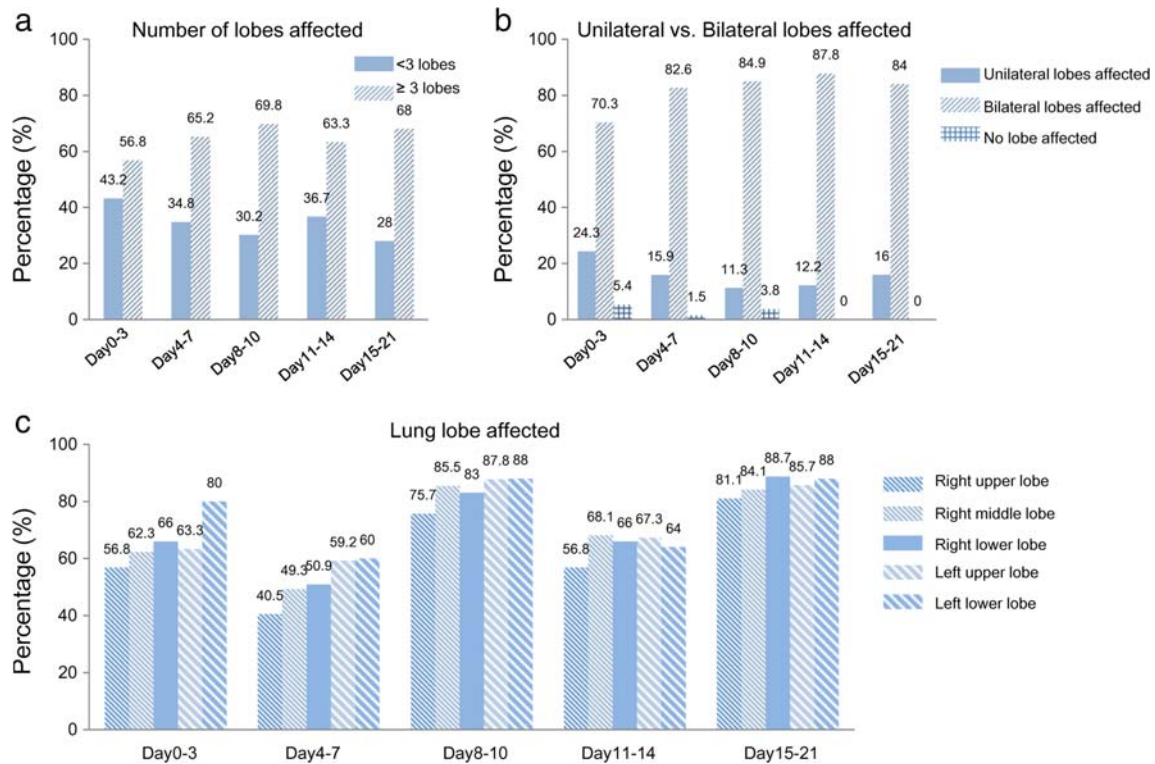 a
Number of lobes affected
<3 lobes
≥ 3 lobes
Percentage (%)
100
80
60
40
20
0
43.2
56.8
34.8
65.2
30.2
69.8
36.7
63.3
28
68
Day0-3
Day4-7
Day8-10
Day11-14
Day15-21
b
Unilateral vs. Bilateral lobes affected
Unilateral lobes affected
Bilateral lobes affected
No lobe affected
Percentage (%)
100
80
60
40
20
0
24.3
70.3
5.4
15.9
82.6
1.5
11.3
84.9
3.8
12.2
87.8
0
16
84
0
Day0-3
Day4-7
Day8-10
Day11-14
Day15-21
c
Lung lobe affected
Percentage (%)
100
80
60
40
20
0
56.8
62.3
66
63.3
80
40.5
49.3
50.9
59.2
60
75.7
85.5
83
87.8
88
56.8
68.1
66
67.3
64
81.1
84.1
88.7
85.7
88
Day0-3
Day4-7
Day8-10
Day11-14
Day15-21
Right upper lobe
Right middle lobe
Right lower lobe
Left upper lobe
Left lower lobe